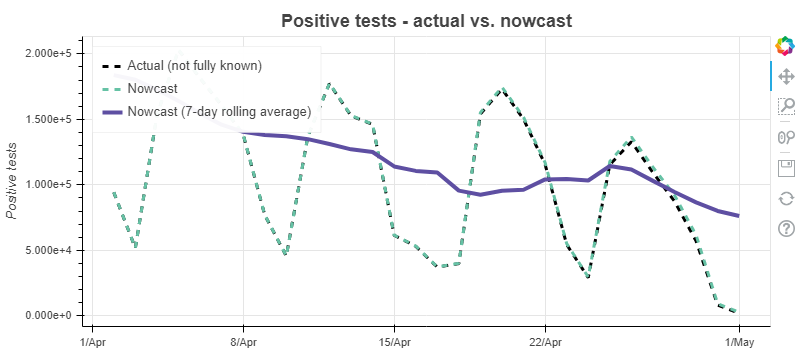 Positive tests - actual vs. nowcast
2.000e+5
1.500e+5
1.000e+5
5.000e+4
0.000e+0
Positive tests
Actual (not fully known)
Nowcast
Nowcast (7-day rolling average)
1/Apr
8/Apr
15/Apr
22/Apr
1/May